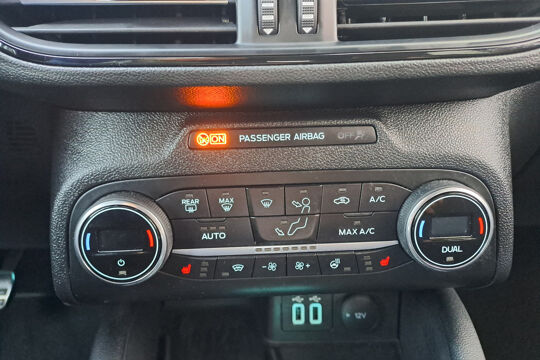 ON PASSENGER AIRBAG OFF
REAR MAX A/C
AUTO MAX A/C
DUAL
12V